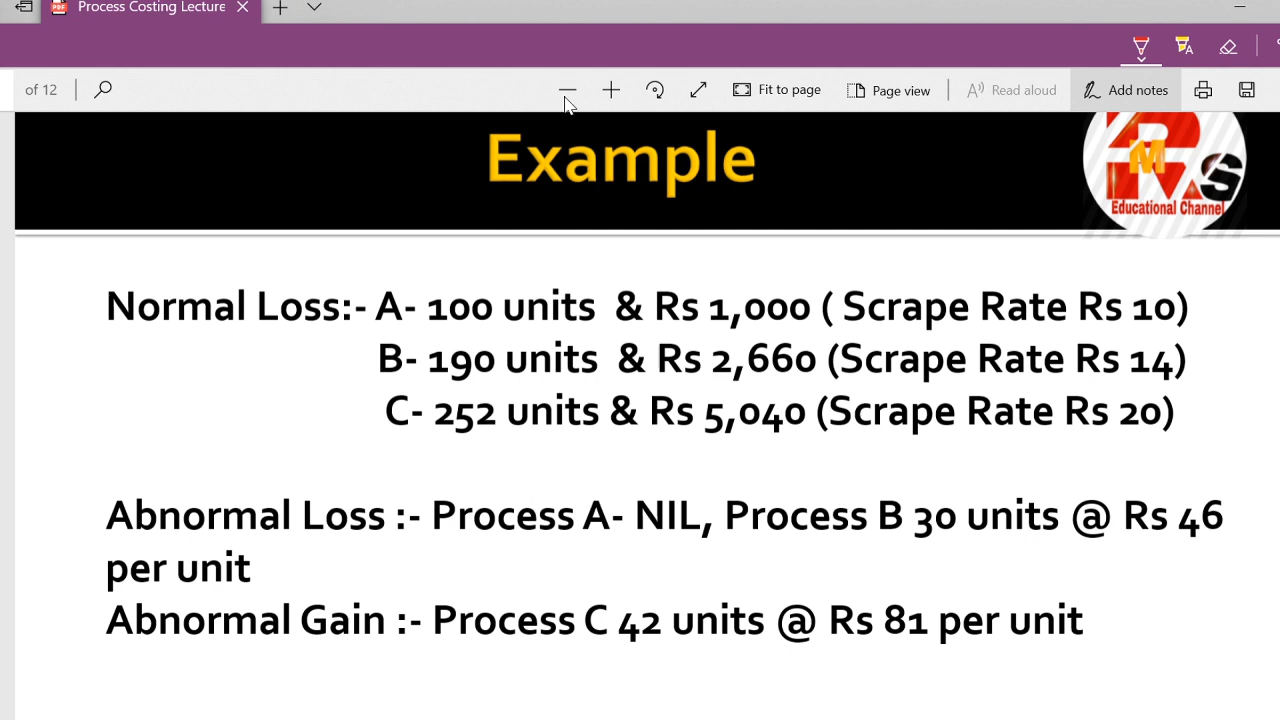 Process Costing Lecture
of 12
Fit to page
Page view
Read aloud
Add notes
Example
RMS
Educational Channel
Normal Loss:- A- 100 units & Rs 1,000 ( Scrape Rate Rs 10)
B- 190 units & Rs 2,660 (Scrape Rate Rs 14)
C- 252 units & Rs 5,040 (Scrape Rate Rs 20)
Abnormal Loss :- Process A- NIL, Process B 30 units @ Rs 46
per unit
Abnormal Gain :- Process C 42 units @ Rs 81 per unit